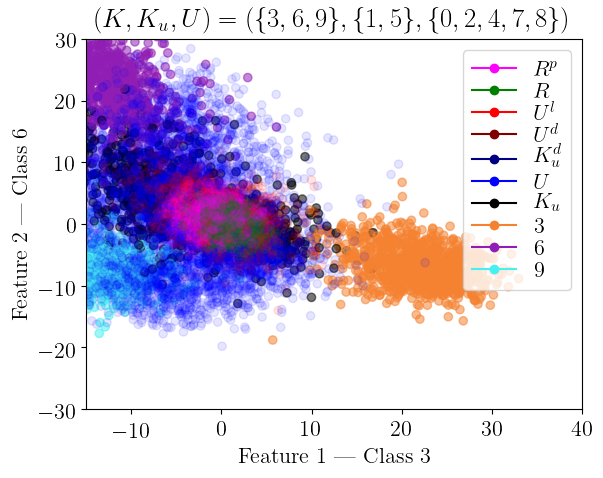 (K, K_u, U) = ({3, 6, 9}, {1, 5}, {0, 2, 4, 7, 8})
30
20
10
0
−10
−20
−30
Feature 2 — Class 6
R^p
R
U^l
U^d
K_u^d
U
K_u
3
6
9
−10 0 10 20 30 40
Feature 1 — Class 3